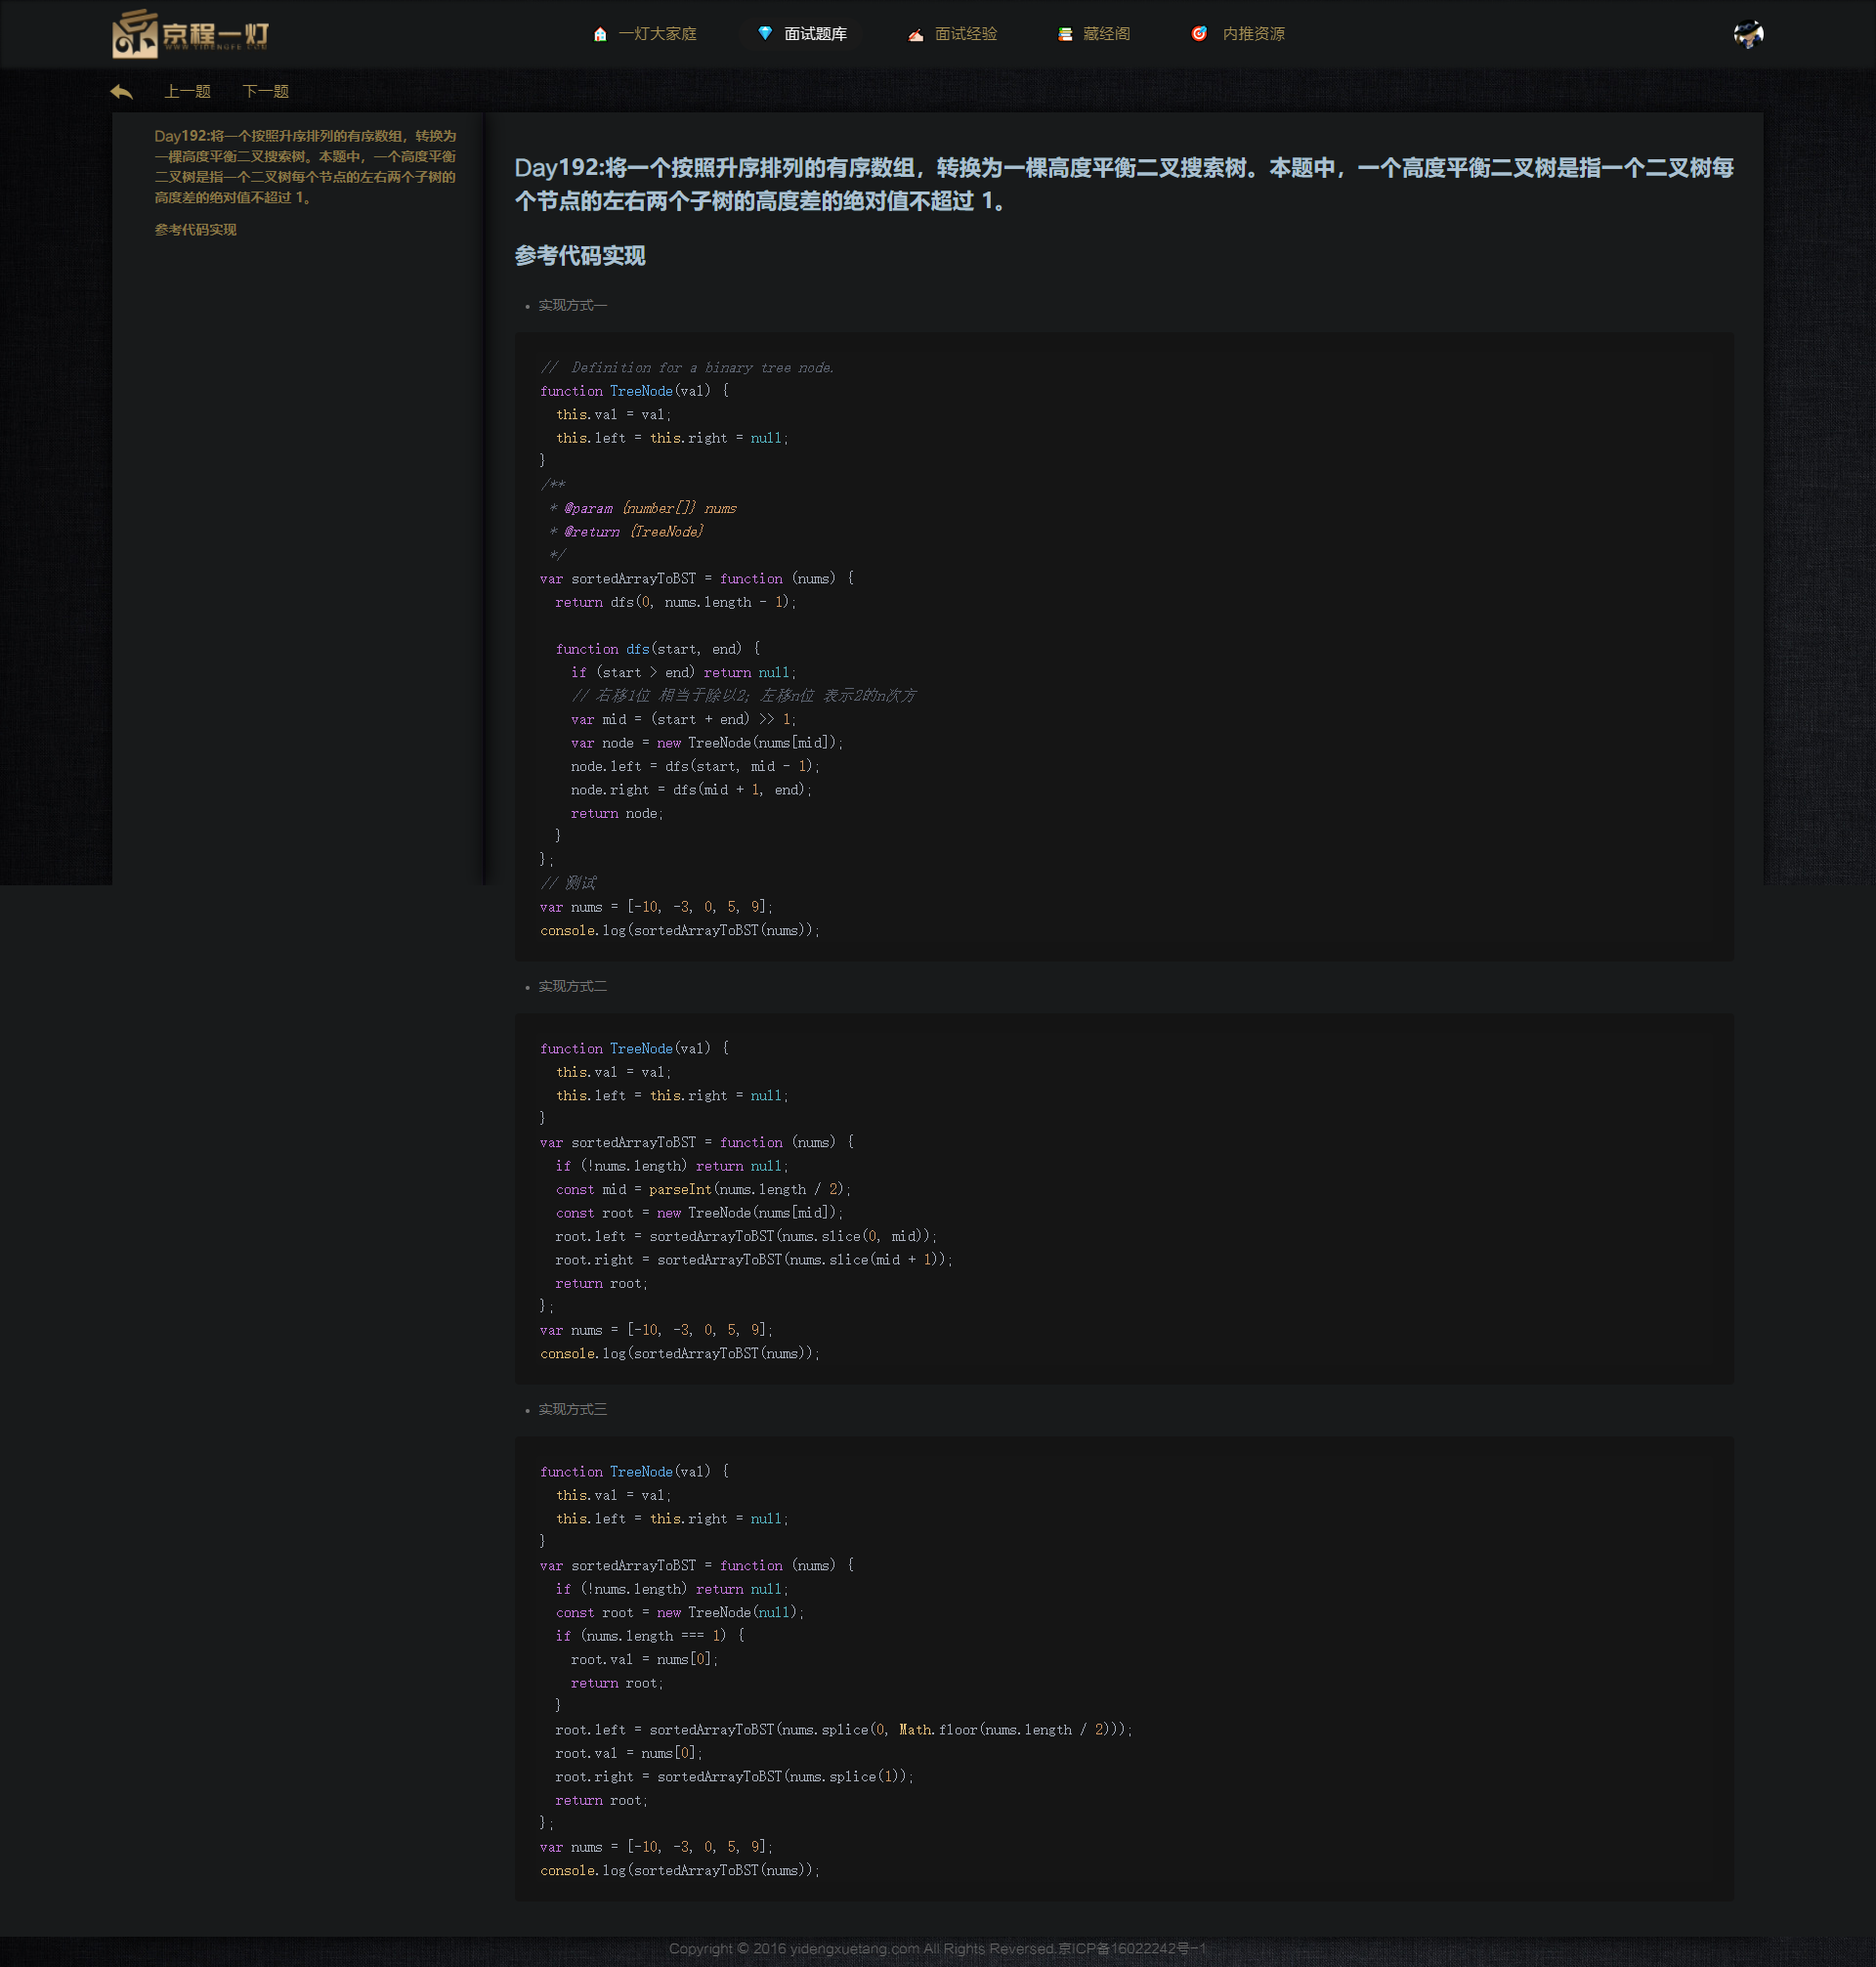 京程一灯
WWW.YIDENGFE.COM
一灯大家庭
面试题库
面试经验
藏经阁
内推资源
上一题
下一题
Day192:将一个按照升序排列的有序数组，转换为
一棵高度平衡二叉搜索树。本题中，一个高度平衡
二叉树是指一个二叉树每个节点的左右两个子树的
高度差的绝对值不超过 1。
参考代码实现
Day192:将一个按照升序排列的有序数组，转换为一棵高度平衡二叉搜索树。本题中，一个高度平衡二叉树是指一个二叉树每
个节点的左右两个子树的高度差的绝对值不超过 1。
参考代码实现
• 实现方式一
//  Definition for a binary tree node.
function TreeNode(val) {
  this.val = val;
  this.left = this.right = null;
}
/**
 * @param {number[]} nums
 * @return {TreeNode}
 */
var sortedArrayToBST = function (nums) {
  return dfs(0, nums.length - 1);
  function dfs(start, end) {
    if (start > end) return null;
    // 右移1位 相当于除以2; 左移n位 表示2的n次方
    var mid = (start + end) >> 1;
    var node = new TreeNode(nums[mid]);
    node.left = dfs(start, mid - 1);
    node.right = dfs(mid + 1, end);
    return node;
  }
};
// 测试
var nums = [-10, -3, 0, 5, 9];
console.log(sortedArrayToBST(nums));
• 实现方式二
function TreeNode(val) {
  this.val = val;
  this.left = this.right = null;
}
var sortedArrayToBST = function (nums) {
  if (!nums.length) return null;
  const mid = parseInt(nums.length / 2);
  const root = new TreeNode(nums[mid]);
  root.left = sortedArrayToBST(nums.slice(0, mid));
  root.right = sortedArrayToBST(nums.slice(mid + 1));
  return root;
};
var nums = [-10, -3, 0, 5, 9];
console.log(sortedArrayToBST(nums));
• 实现方式三
function TreeNode(val) {
  this.val = val;
  this.left = this.right = null;
}
var sortedArrayToBST = function (nums) {
  if (!nums.length) return null;
  const root = new TreeNode(null);
  if (nums.length === 1) {
    root.val = nums[0];
    return root;
  }
  root.left = sortedArrayToBST(nums.splice(0, Math.floor(nums.length / 2)));
  root.val = nums[0];
  root.right = sortedArrayToBST(nums.splice(1));
  return root;
};
var nums = [-10, -3, 0, 5, 9];
console.log(sortedArrayToBST(nums));
Copyright © 2016 yidengxuetang.com All Rights Reversed.京ICP备16022242号-1